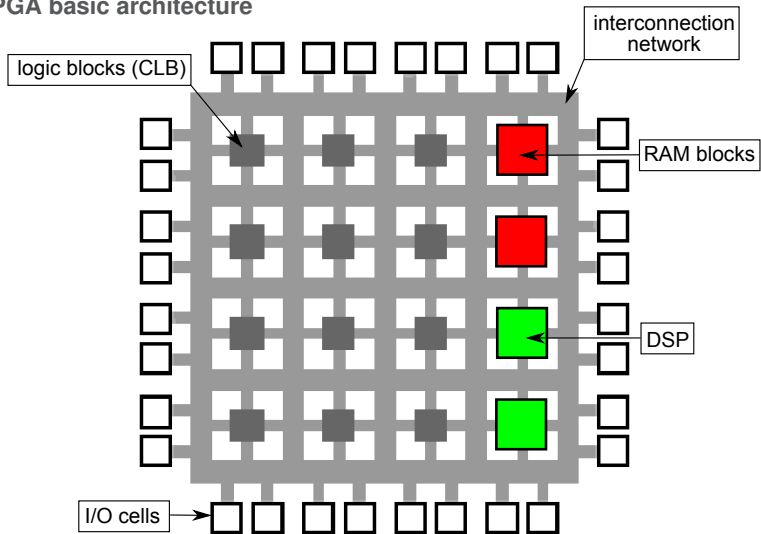 PGA basic architecture
interconnection
network
logic blocks (CLB)
RAM blocks
DSP
I/O cells